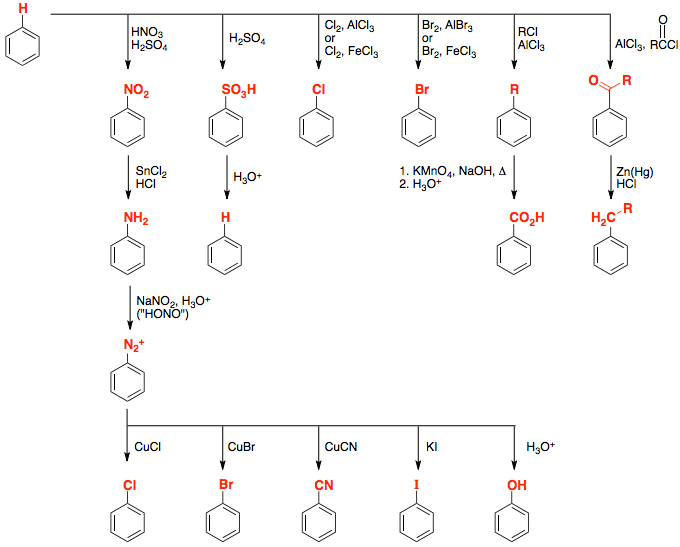 H
HNO₃
H₂SO₄
H₂SO₄
Cl₂, AlCl₃
or
Cl₂, FeCl₃
Br₂, AlBr₃
or
Br₂, FeCl₃
RCl
AlCl₃
O
AlCl₃, RCCl
NO₂
SO₃H
Cl
Br
R
O R
SnCl₂
HCl
H₃O⁺
1. KMnO₄, NaOH, Δ
2. H₃O⁺
Zn(Hg)
HCl
NH₂
H
CO₂H
H₂C R
NaNO₂, H₃O⁺
("HONO")
N₂⁺
CuCl
CuBr
CuCN
KI
H₃O⁺
Cl
Br
CN
I
OH